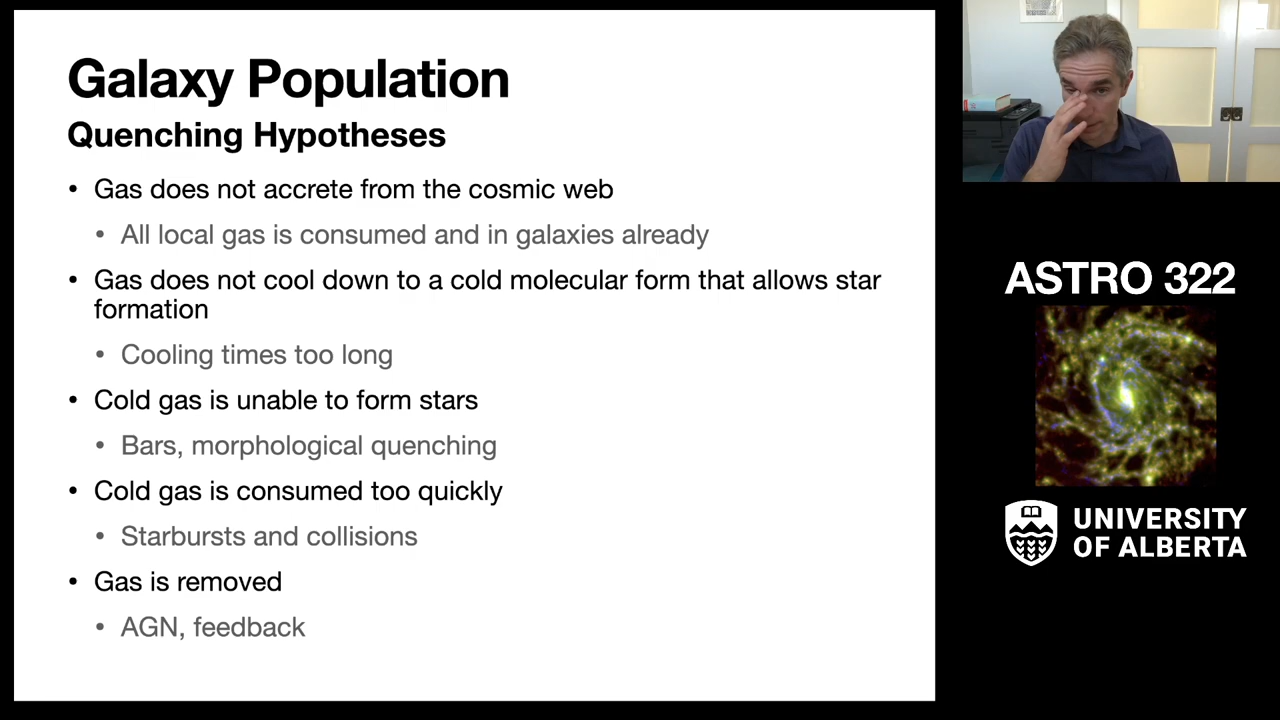 Galaxy Population
Quenching Hypotheses
• Gas does not accrete from the cosmic web
• All local gas is consumed and in galaxies already
• Gas does not cool down to a cold molecular form that allows star
formation
• Cooling times too long
• Cold gas is unable to form stars
• Bars, morphological quenching
• Cold gas is consumed too quickly
• Starbursts and collisions
• Gas is removed
• AGN, feedback
ASTRO 322
UNIVERSITY
OF ALBERTA